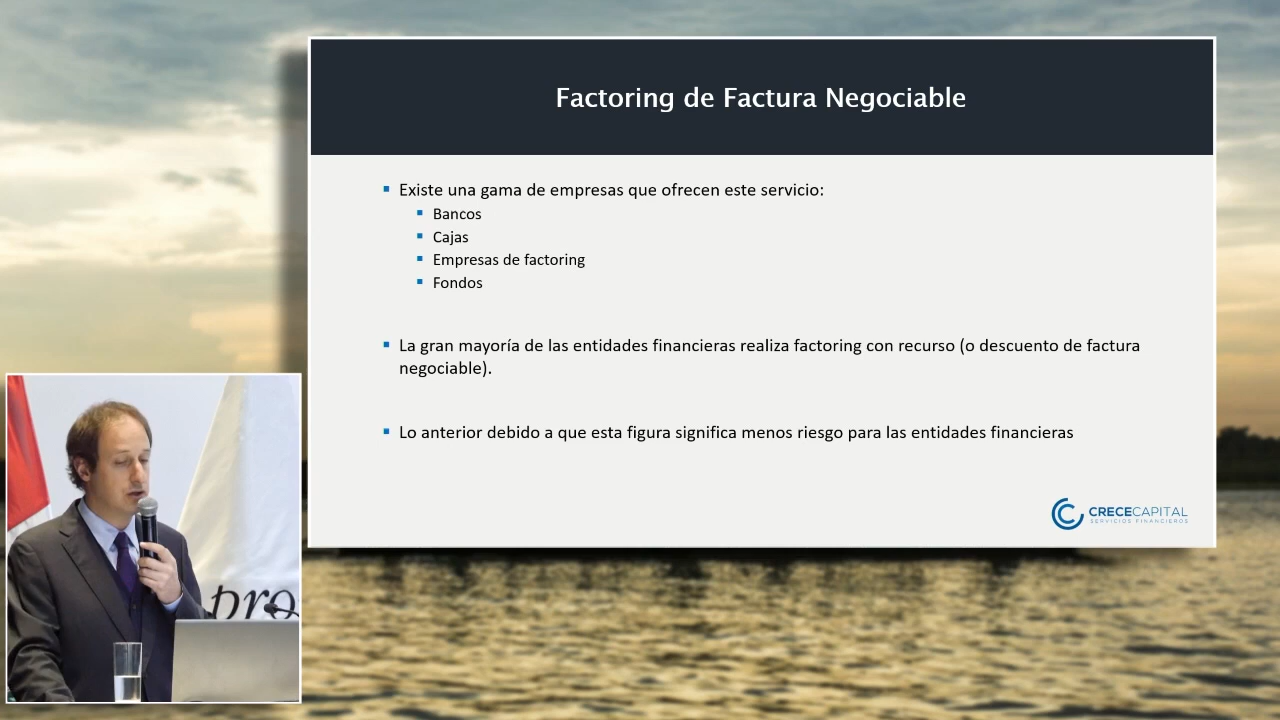 Factoring de Factura Negociable
Existe una gama de empresas que ofrecen este servicio:
Bancos
Cajas
Empresas de factoring
Fondos
La gran mayoría de las entidades financieras realiza factoring con recurso (o descuento de factura
negociable).
Lo anterior debido a que esta figura significa menos riesgo para las entidades financieras
CRECECAPITAL
SERVICIOS FINANCIEROS
pro